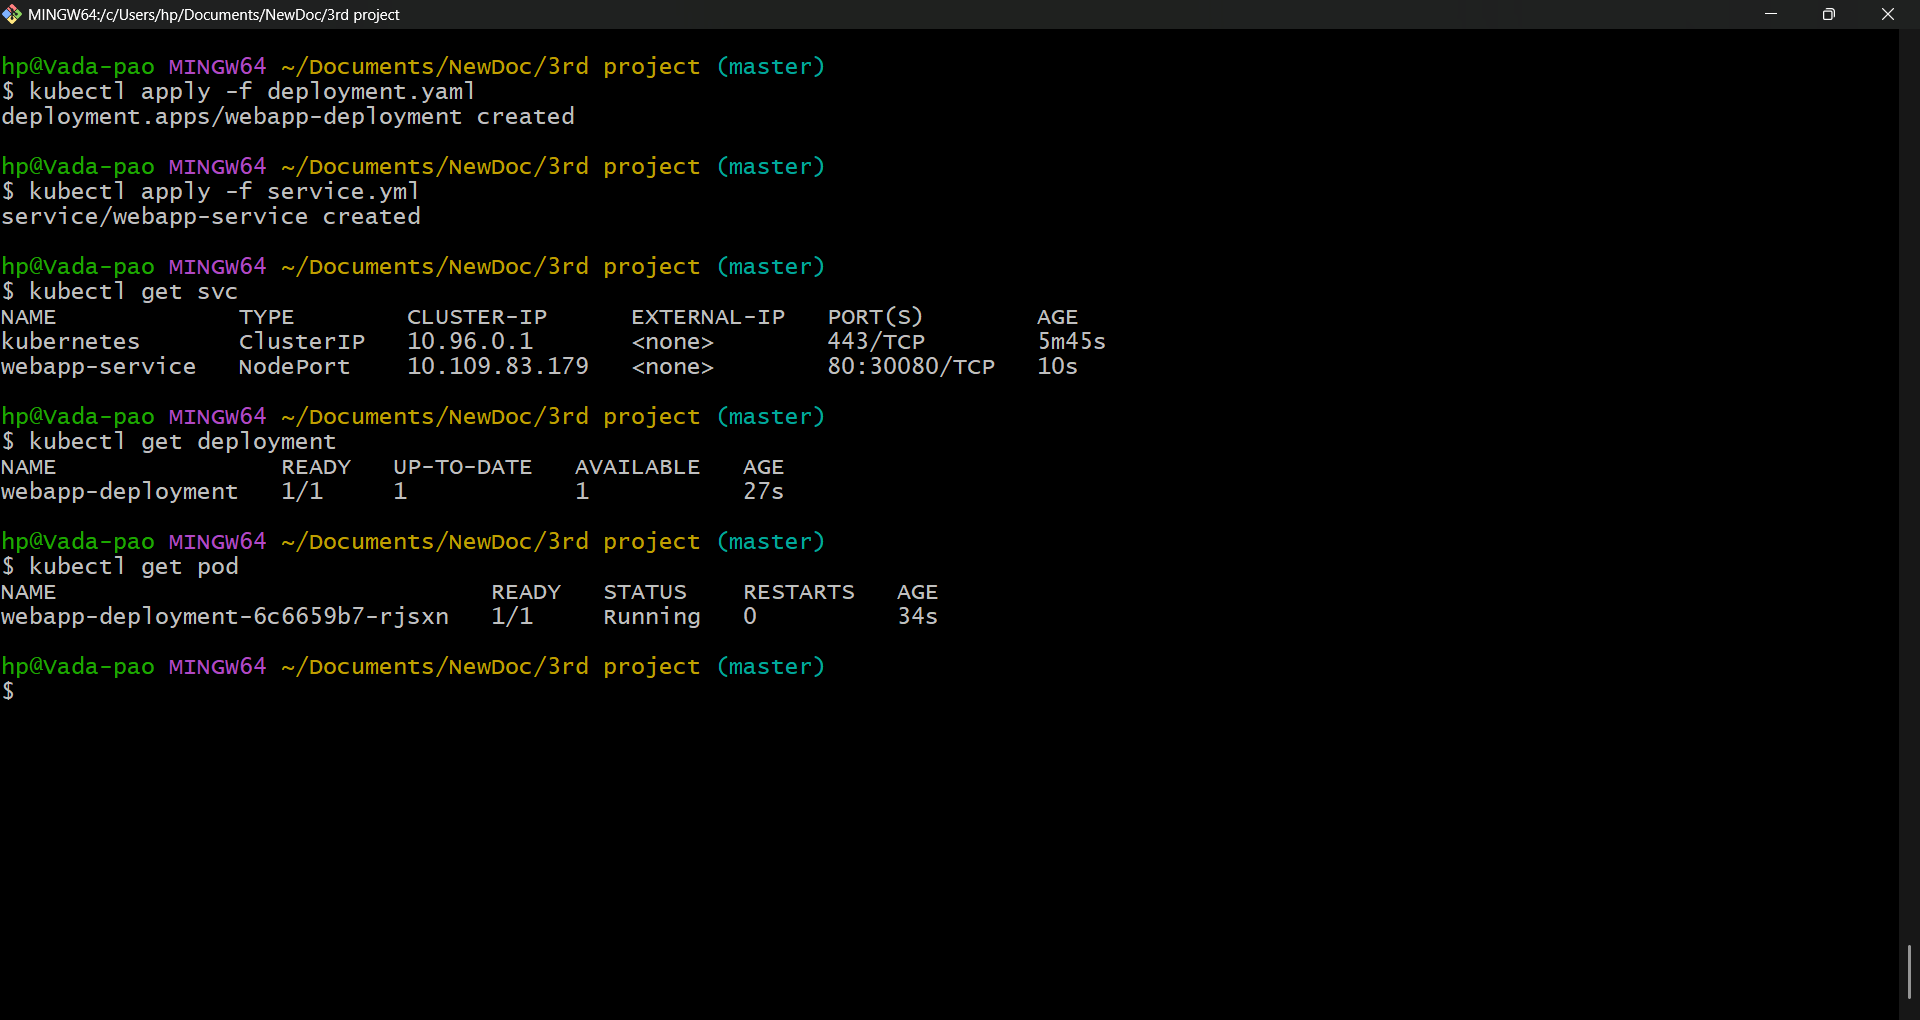 MINGW64:/c/Users/hp/Documents/NewDoc/3rd project
hp@Vada-pao MINGW64 ~/Documents/NewDoc/3rd project (master)
$ kubectl apply -f deployment.yaml
deployment.apps/webapp-deployment created
hp@Vada-pao MINGW64 ~/Documents/NewDoc/3rd project (master)
$ kubectl apply -f service.yml
service/webapp-service created
hp@Vada-pao MINGW64 ~/Documents/NewDoc/3rd project (master)
$ kubectl get svc
NAME             TYPE        CLUSTER-IP      EXTERNAL-IP   PORT(S)        AGE
kubernetes       ClusterIP   10.96.0.1       <none>        443/TCP        5m45s
webapp-service   NodePort    10.109.83.179   <none>        80:30080/TCP   10s
hp@Vada-pao MINGW64 ~/Documents/NewDoc/3rd project (master)
$ kubectl get deployment
NAME                READY   UP-TO-DATE   AVAILABLE   AGE
webapp-deployment   1/1     1            1           27s
hp@Vada-pao MINGW64 ~/Documents/NewDoc/3rd project (master)
$ kubectl get pod
NAME                               READY   STATUS    RESTARTS   AGE
webapp-deployment-6c6659b7-rjsxn   1/1     Running   0          34s
hp@Vada-pao MINGW64 ~/Documents/NewDoc/3rd project (master)
$